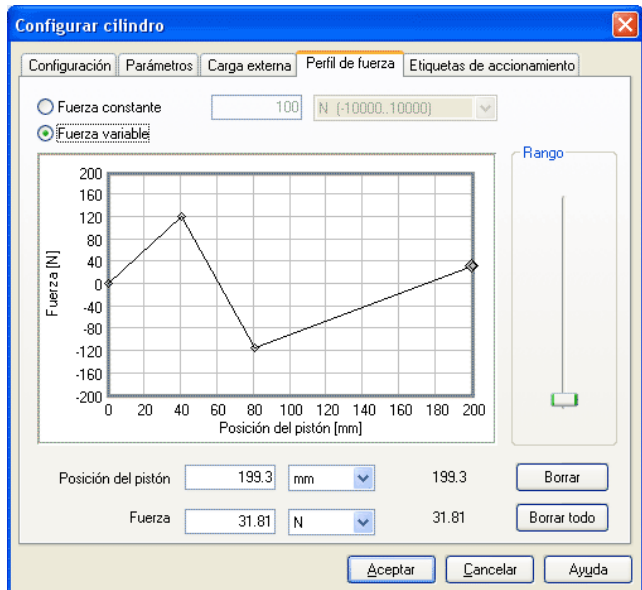 Configurar cilindro
Configuración Parámetros Carga externa Perfil de fuerza Etiquetas de accionamiento
Fuerza constante 100 N (-10000..10000)
Fuerza variable
Rango
Fuerza [N]
200
160
120
80
40
0
-40
-80
-120
-160
-200
0 20 40 60 80 100 120 140 160 180 200
Posición del pistón [mm]
Posición del pistón 199.3 mm 199.3 Borrar
Fuerza 31.81 N 31.81 Borrar todo
Aceptar Cancelar Ayuda